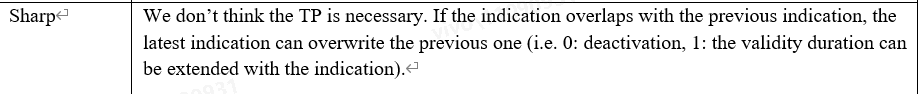 Sharp↵
We don’t think the TP is necessary. If the indication overlaps with the previous indication, the
latest indication can overwrite the previous one (i.e. 0: deactivation, 1: the validity duration can
be extended with the indication).↵